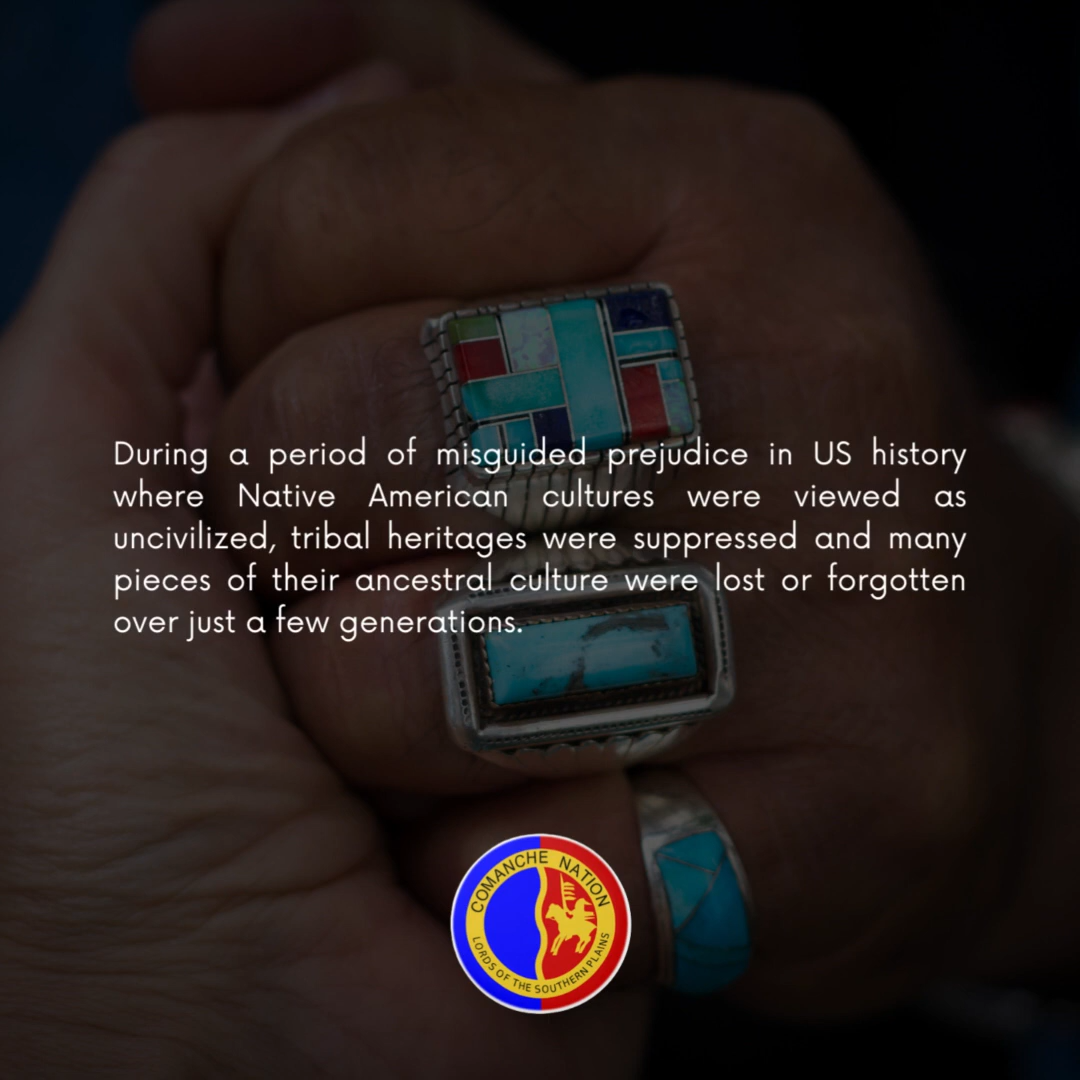 During a period of misguided prejudice in US history
where Native American cultures were viewed as
uncivilized, tribal heritages were suppressed and many
pieces of their ancestral culture were lost or forgotten
over just a few generations.
COMANCHE NATION
LORDS OF THE SOUTHERN PLAINS